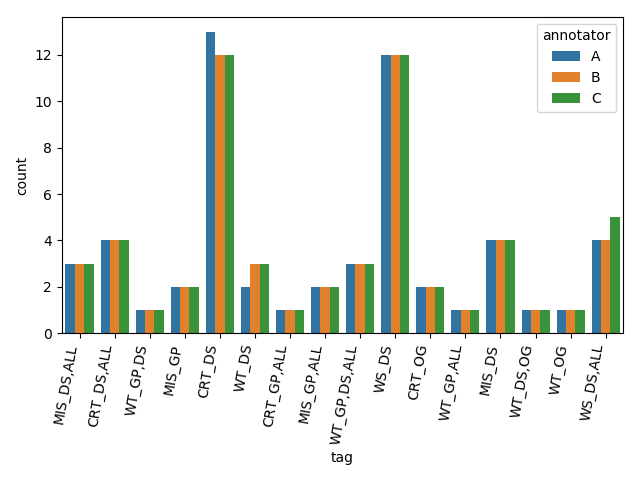 annotator
A
B
C
count
12
10
8
6
4
2
0
MIS_DS,ALL
CRT_DS,ALL
WT_GP,DS
MIS_GP
CRT_DS
WT_DS
CRT_GP,ALL
MIS_GP,ALL
WT_GP,DS,ALL
WS_DS
CRT_OG
WT_GP,ALL
MIS_DS
WT_DS,OG
WT_OG
WS_DS,ALL
tag